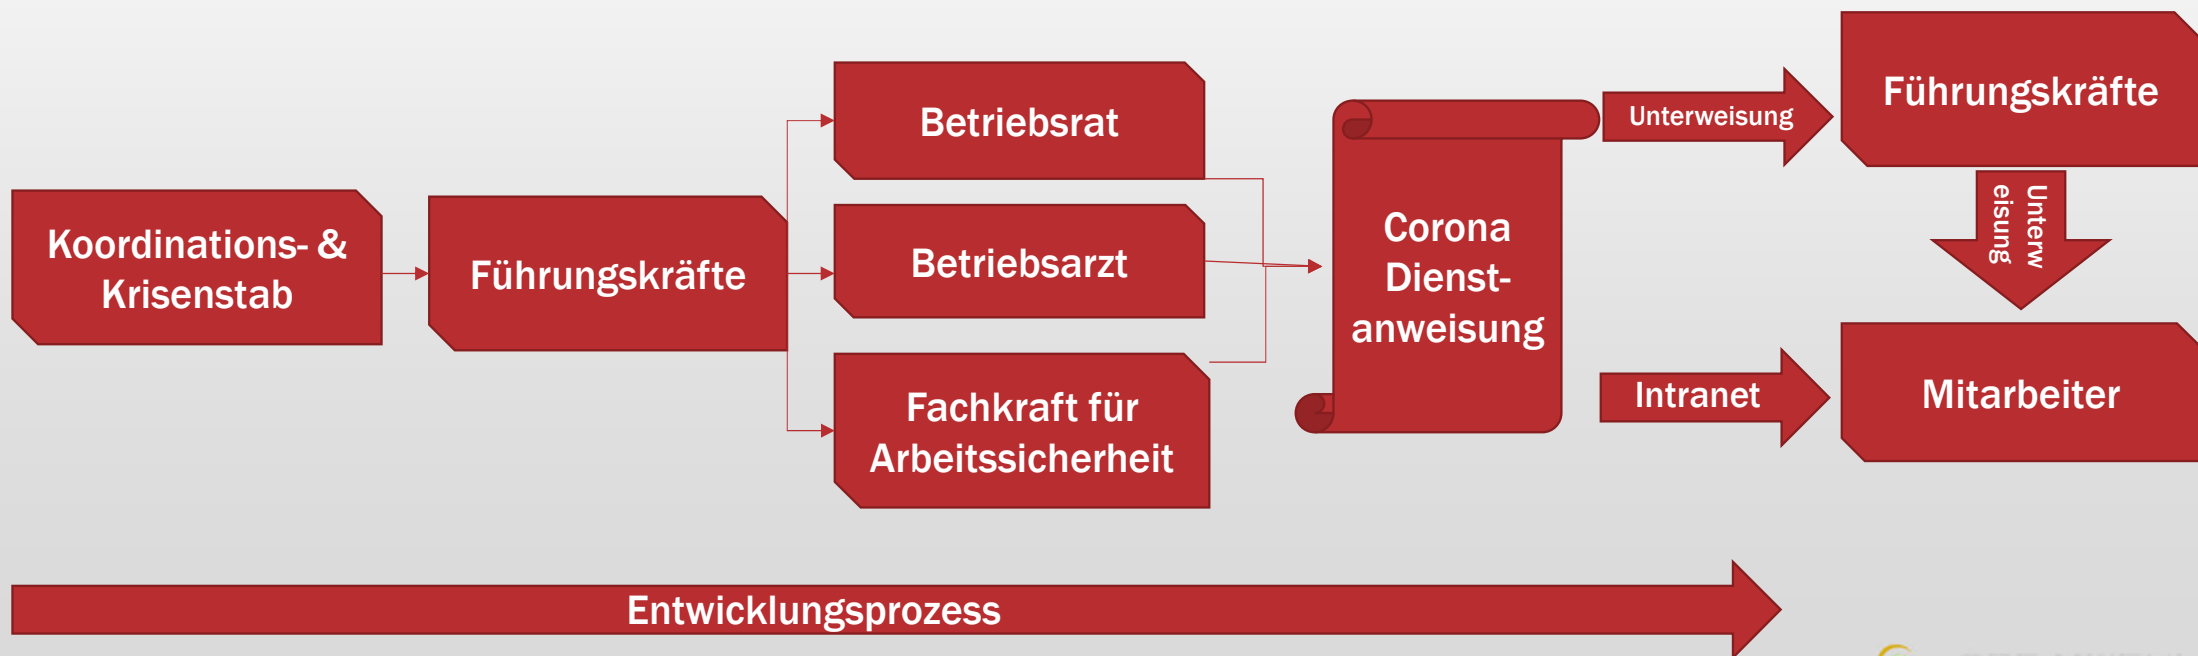 Koordinations- &
Krisenstab
Führungskräfte
Betriebsrat
Betriebsarzt
Fachkraft für
Arbeitssicherheit
Corona
Dienst-
anweisung
Unterweisung
Führungskräfte
Unterw
eisung
Intranet
Mitarbeiter
Entwicklungsprozess